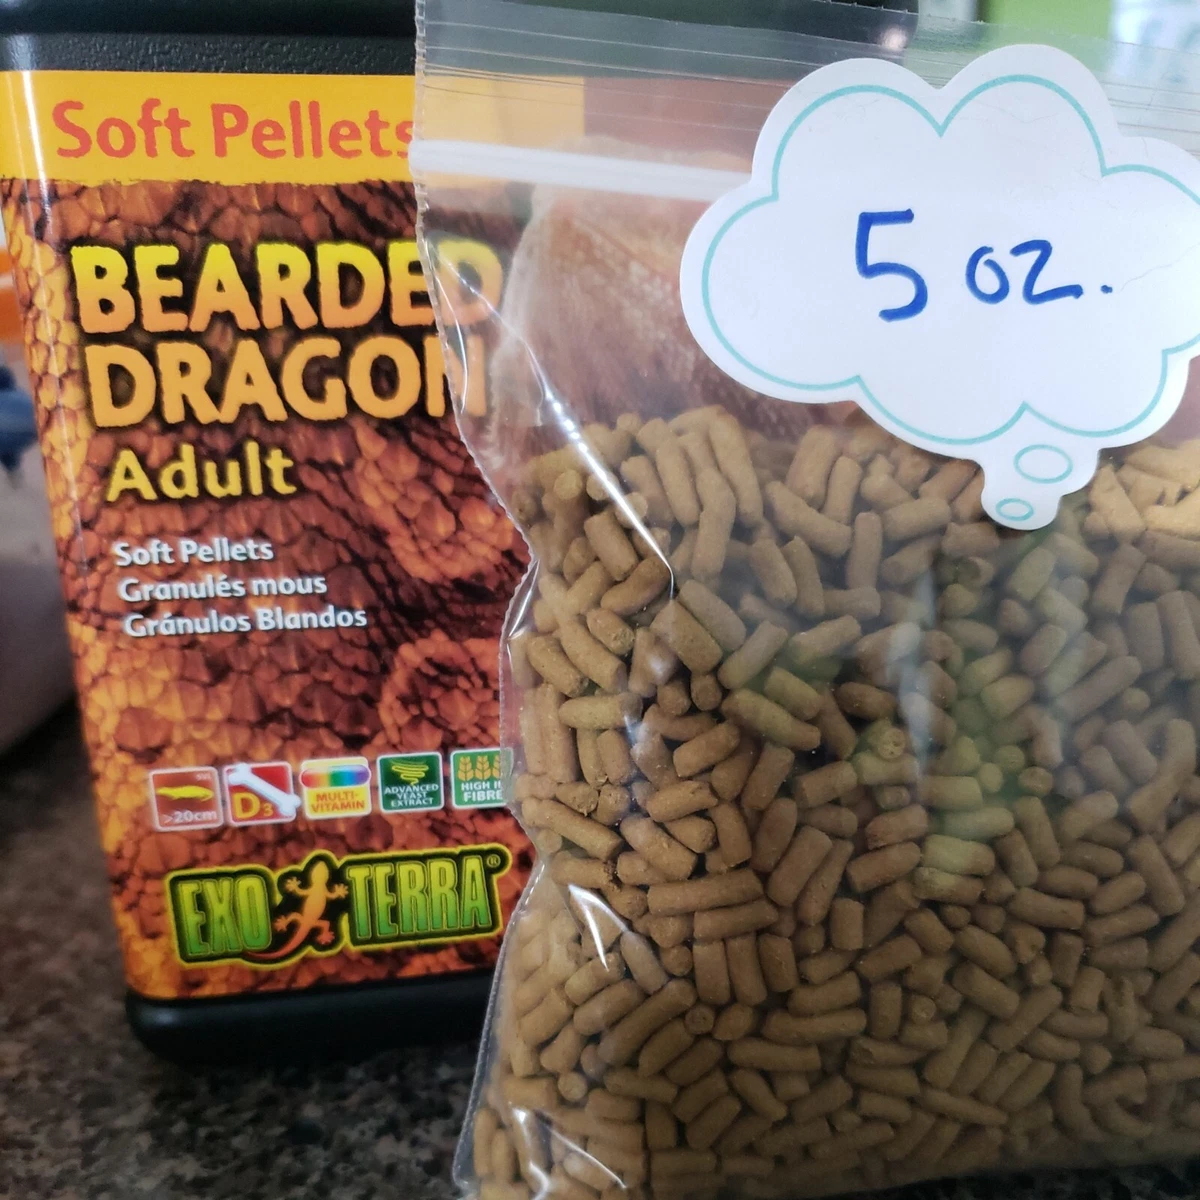 Soft Pellets
BEARDED
DRAGON
Adult
Soft Pellets
Granulés mous
Gránulos Blandos
>20cm
D3
MULTI-
VITAMIN
ADVANCED
YEAST
EXTRACT
HIGH
FIBRE
EXO TERRA®
5 oz.